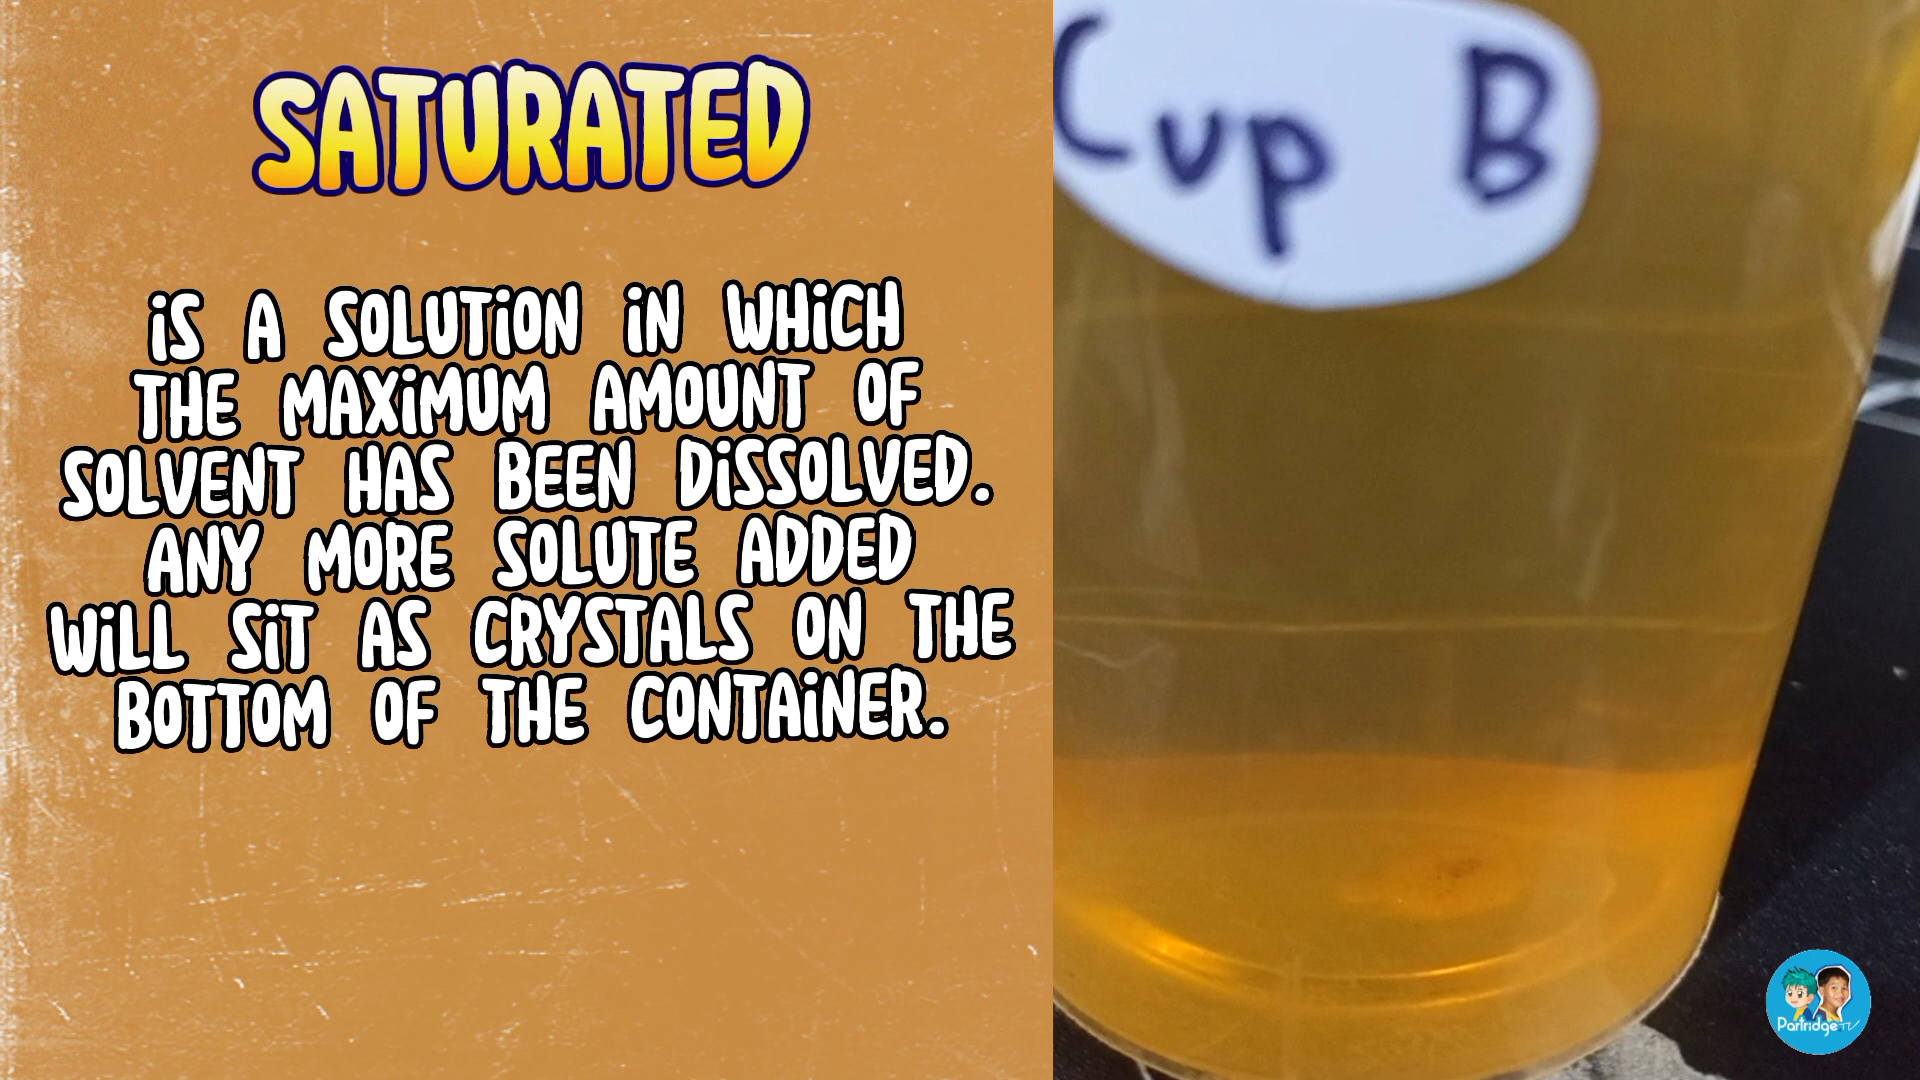 SATURATED
iS A SOLUTiON iN WHiCH
THE MAXiMUM AMOUNT OF
SOLVENT HAS BEEN DiSSOLVED.
ANY MORE SOLUTE ADDED
WiLL SiT AS CRYSTALS ON THE
BOTTOM OF THE CONTAiNER.
Cup B
Partridge TV